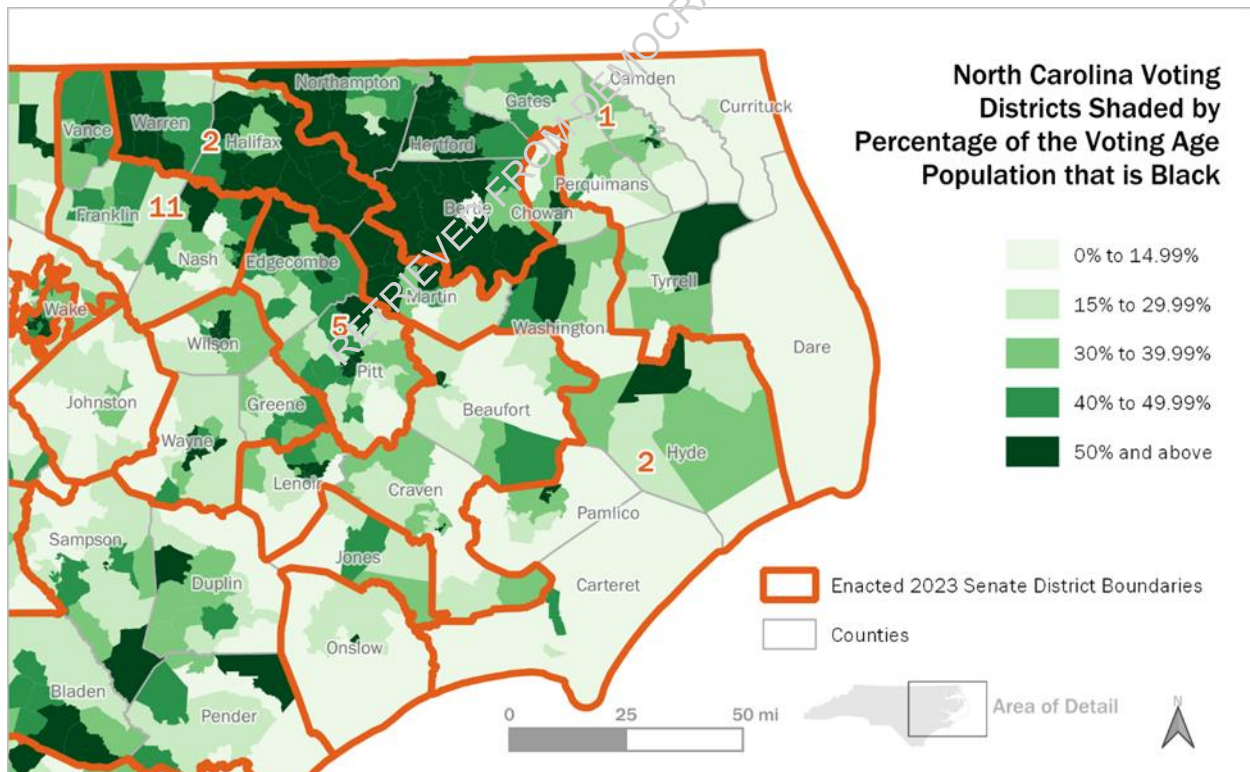 North Carolina Voting
Districts Shaded by
Percentage of the Voting Age
Population that is Black
0% to 14.99%
15% to 29.99%
30% to 39.99%
40% to 49.99%
50% and above
Enacted 2023 Senate District Boundaries
Counties
Area of Detail
N
0 25 50 mi
RETRIEVED FROM DEMOCRA
Northampton
Camden
Gates
Currituck
Vance
Warren
2
Halifax
Hertford
1
Perquimans
Franklin
11
Bertie
Chowan
Nash
Edgecombe
Tyrrell
Martin
Wake
5
Washington
Wilson
Pitt
Dare
Johnston
Greene
Beaufort
Wayne
2
Hyde
Lenoir
Craven
Pamlico
Sampson
Jones
Duplin
Carteret
Onslow
Bladen
Pender